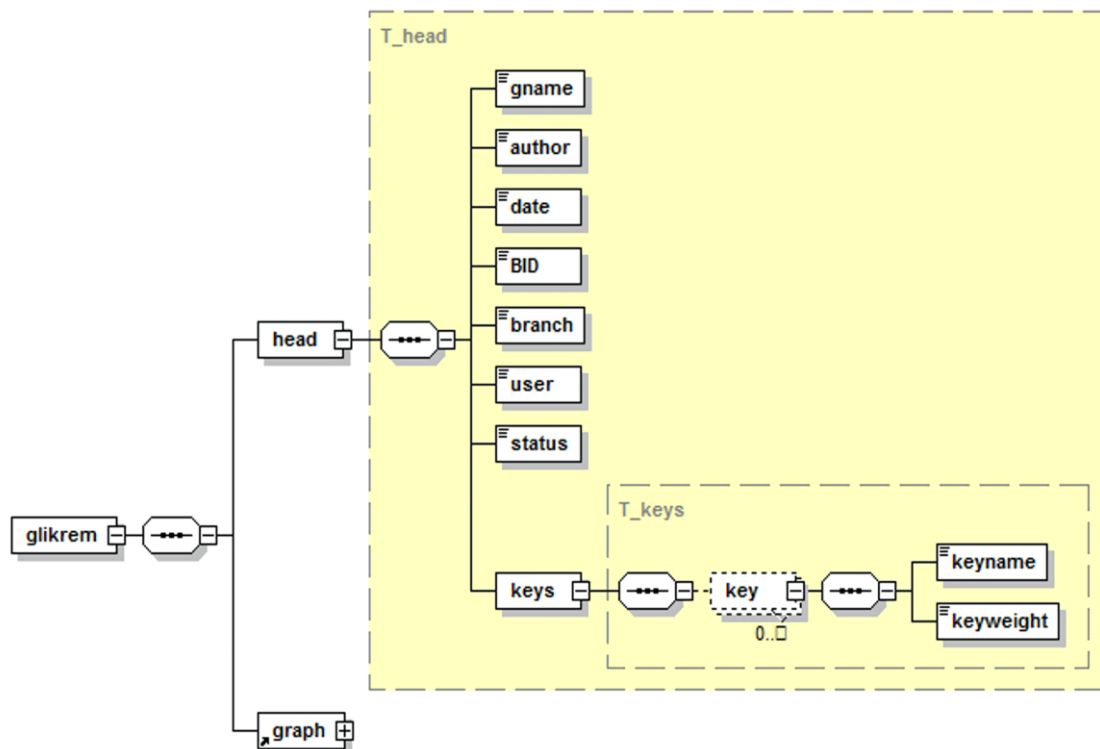 T_head
gname
author
date
BID
branch
head
user
status
T_keys
glikrem
keyname
keys
key
keyweight
0..□
graph